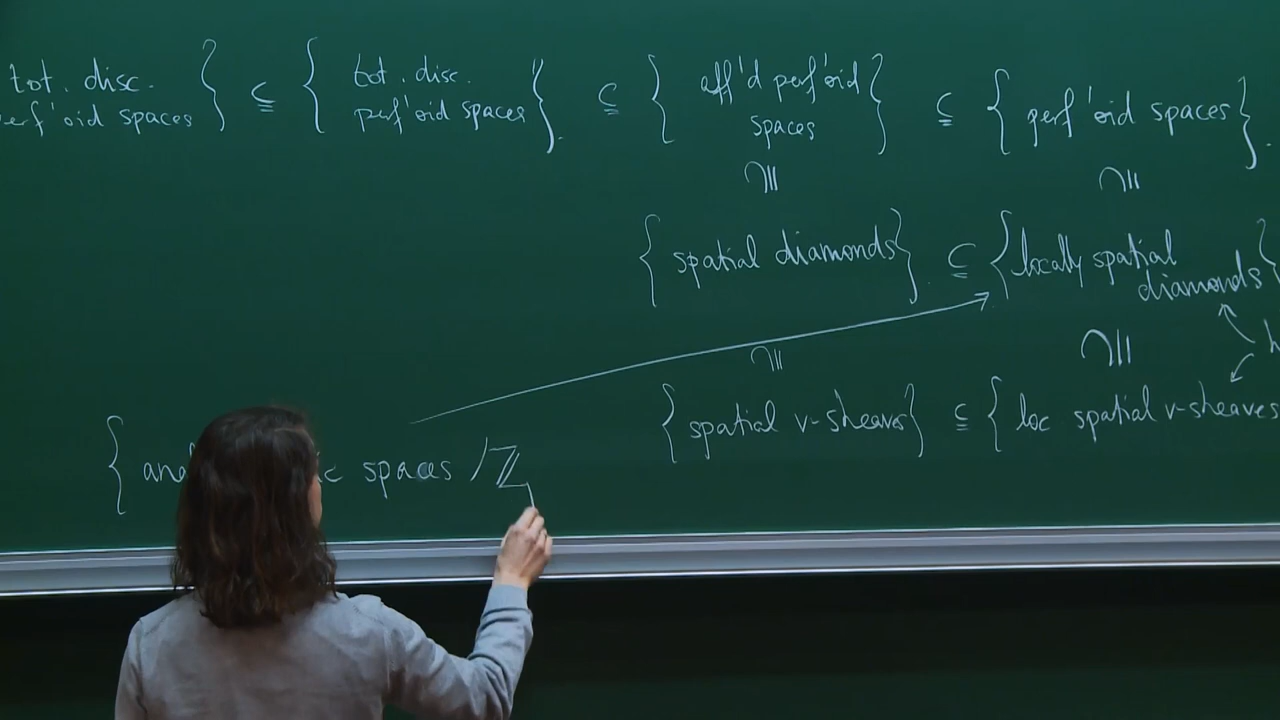 tot. disc.
perf'oid spaces } ⊆ { tot. disc.
perf'oid spaces }. ⊆ { aff'd perf'oid
spaces } ⊆ { perf'oid spaces }.
⊆ ⊆
{ spatial diamonds }. ⊆ { locally spatial
diamonds }
⊆ ⊆
{ spatial v-sheaves } ⊆ { loc spatial v-sheaves
{ spaces /ℤ